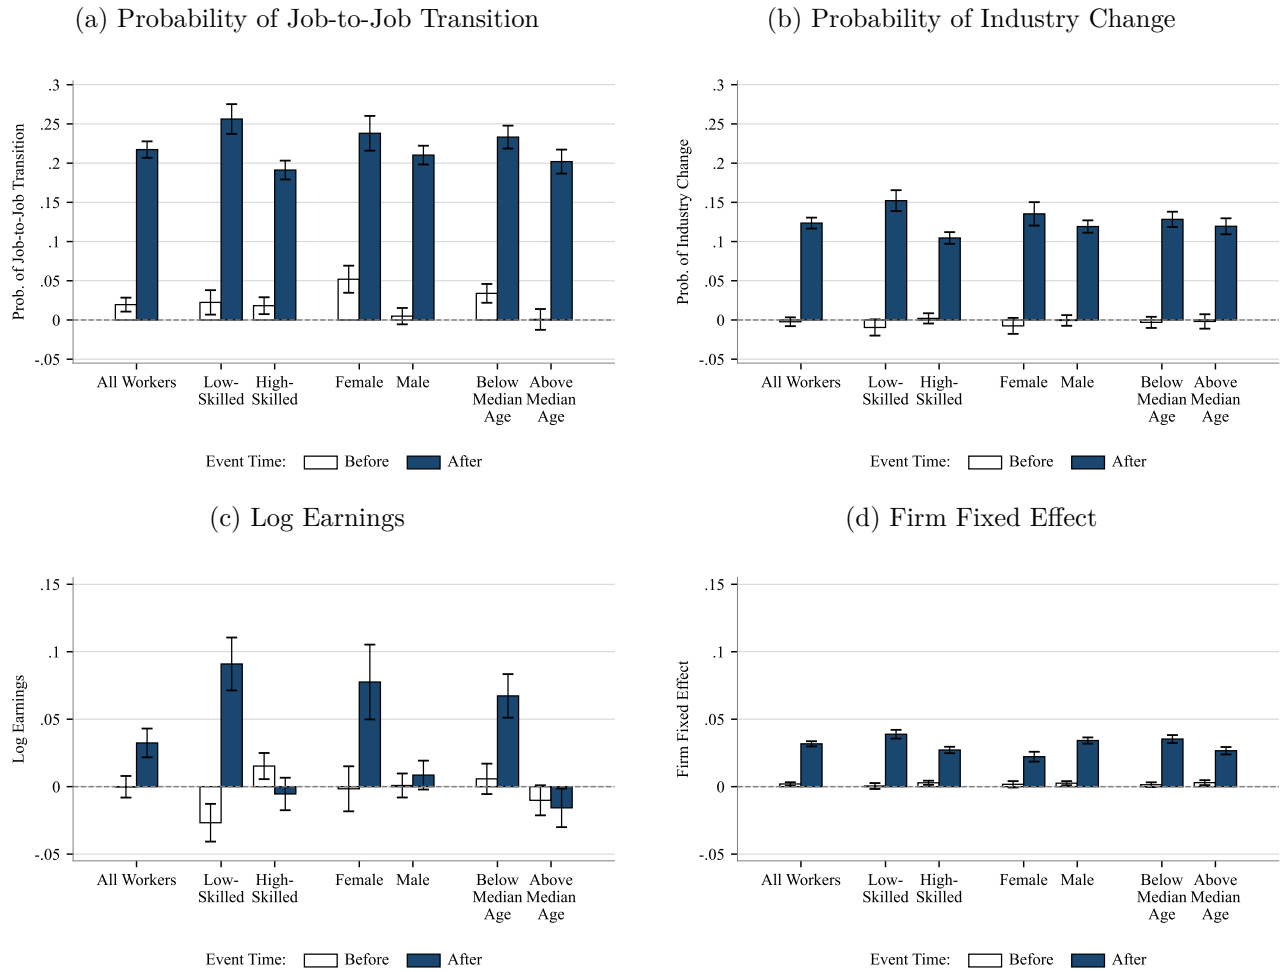 (a) Probability of Job-to-Job Transition
Prob. of Job-to-Job Transition
.3
.25
.2
.15
.1
.05
0
-.05
All Workers
Low-
Skilled
High-
Skilled
Female
Male
Below
Median
Age
Above
Median
Age
Event Time: Before After
(b) Probability of Industry Change
Prob. of Industry Change
.3
.25
.2
.15
.1
.05
0
-.05
All Workers
Low-
Skilled
High-
Skilled
Female
Male
Below
Median
Age
Above
Median
Age
Event Time: Before After
(c) Log Earnings
Log Earnings
.15
.1
.05
0
-.05
All Workers
Low-
Skilled
High-
Skilled
Female
Male
Below
Median
Age
Above
Median
Age
Event Time: Before After
(d) Firm Fixed Effect
Firm Fixed Effect
.15
.1
.05
0
-.05
All Workers
Low-
Skilled
High-
Skilled
Female
Male
Below
Median
Age
Above
Median
Age
Event Time: Before After